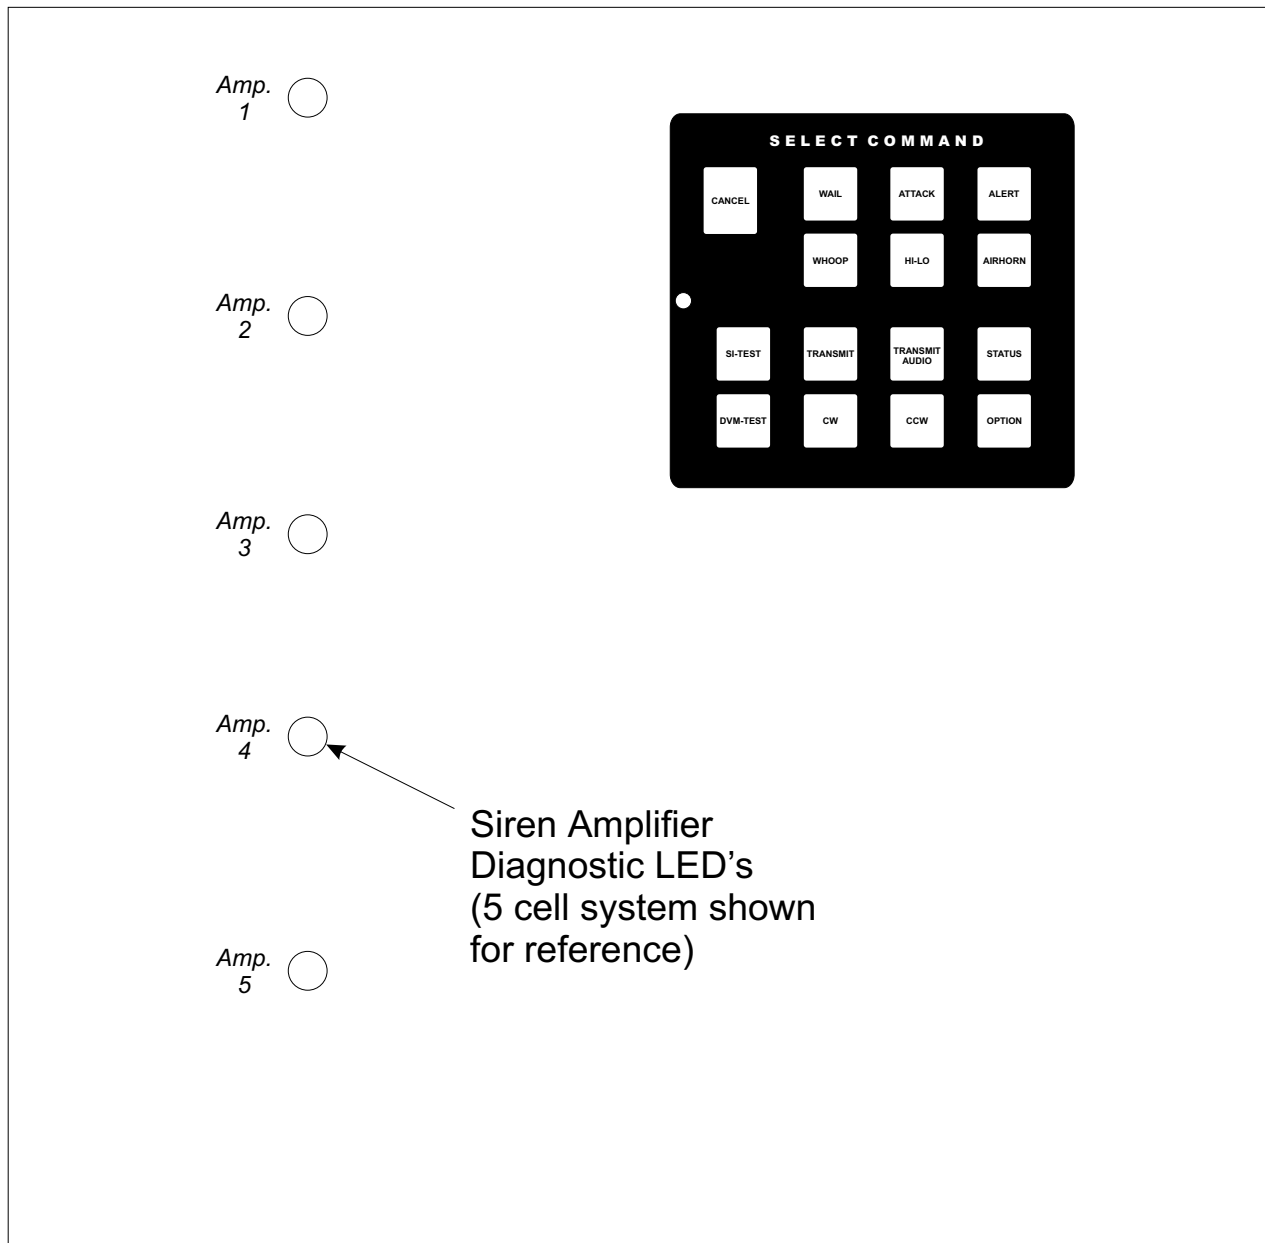 Amp.
1
SELECT COMMAND
CANCEL
WAIL
ATTACK
ALERT
WHOOP
HI-LO
AIRHORN
Amp.
2
SI-TEST
TRANSMIT
TRANSMIT
AUDIO
STATUS
DVM-TEST
CW
CCW
OPTION
Amp.
3
Amp.
4
Siren Amplifier
Diagnostic LED’s
(5 cell system shown
for reference)
Amp.
5